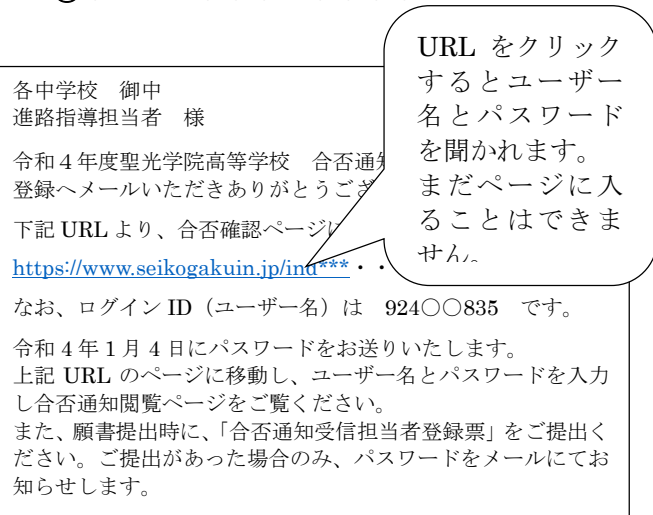 各中学校 御中
進路指導担当者 様
令和４年度聖光学院高等学校 合否通
登録へメールいただきありがとうござ
下記 URL より、合否確認ページ
https://www.seikogakuin.jp/ind***・・
なお、ログイン ID（ユーザー名）は 924○○835 です。
令和 4 年 1 月 4 日にパスワードをお送りいたします。
上記 URL のページに移動し、ユーザー名とパスワードを入力
し合否通知閲覧ページをご覧ください。
また、願書提出時に、「合否通知受信担当者登録票」をご提出く
ださい。ご提出があった場合のみ、パスワードをメールにてお
知らせします。
URL をクリック
するとユーザー
名とパスワード
を聞かれます。
まだページに入
ることはできま
せん。